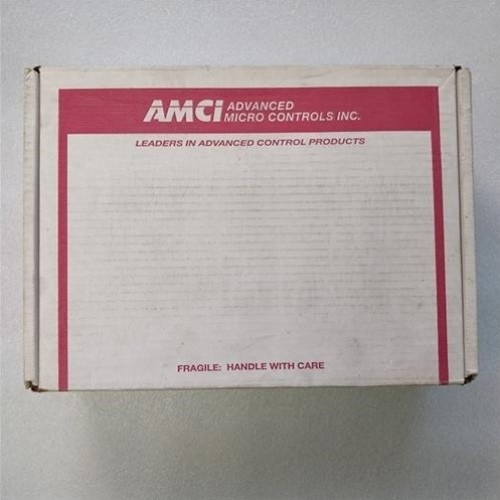 AMCI ADVANCED
MICRO CONTROLS INC.
LEADERS IN ADVANCED CONTROL PRODUCTS
FRAGILE: HANDLE WITH CARE